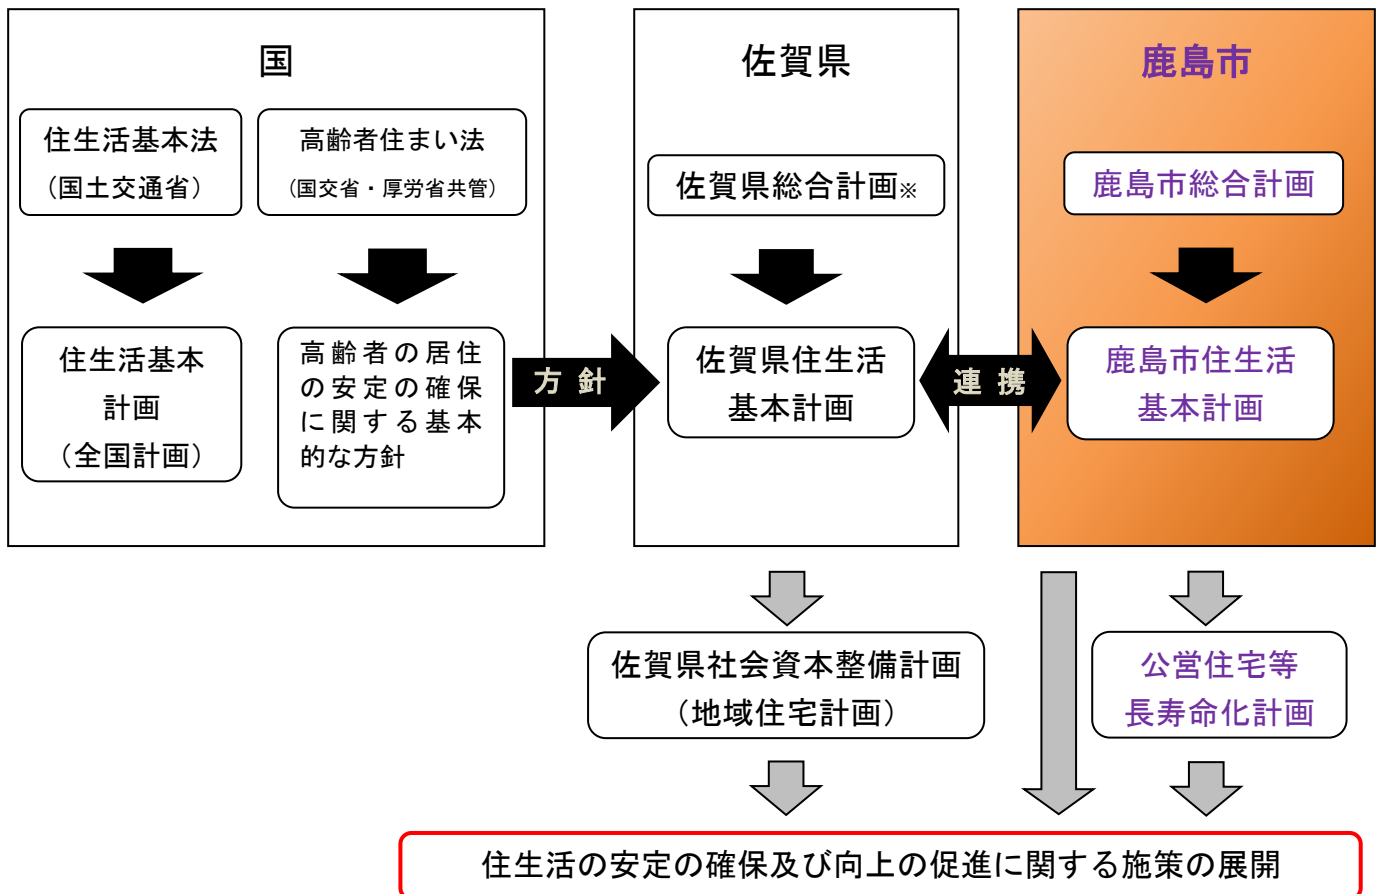 国
住生活基本法
（国土交通省）
高齢者住まい法
（国交省・厚労省共管）
住生活基本
計画
（全国計画）
高齢者の居住
の安定の確保
に関する基本
的な方針
方針
佐賀県
佐賀県総合計画※
佐賀県住生活
基本計画
連携
鹿島市
鹿島市総合計画
鹿島市住生活
基本計画
佐賀県社会資本整備計画
（地域住宅計画）
公営住宅等
長寿命化計画
住生活の安定の確保及び向上の促進に関する施策の展開